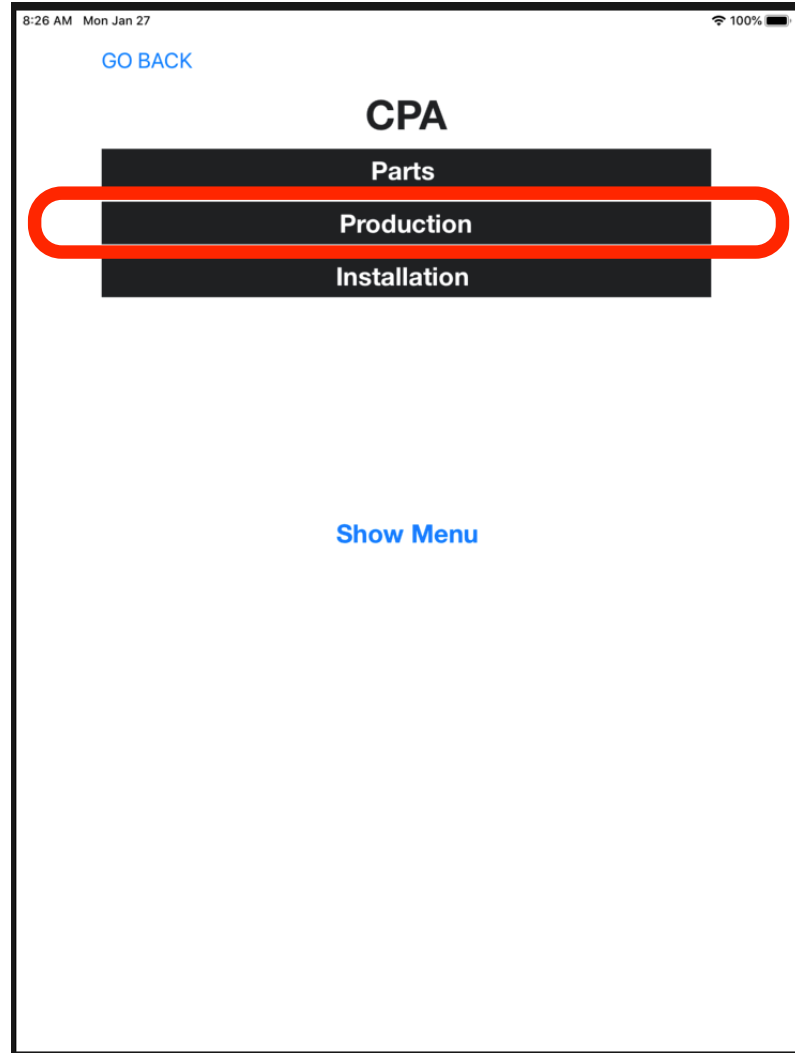 8:26 AM Mon Jan 27 100%
GO BACK
CPA
Parts
Production
Installation
Show Menu